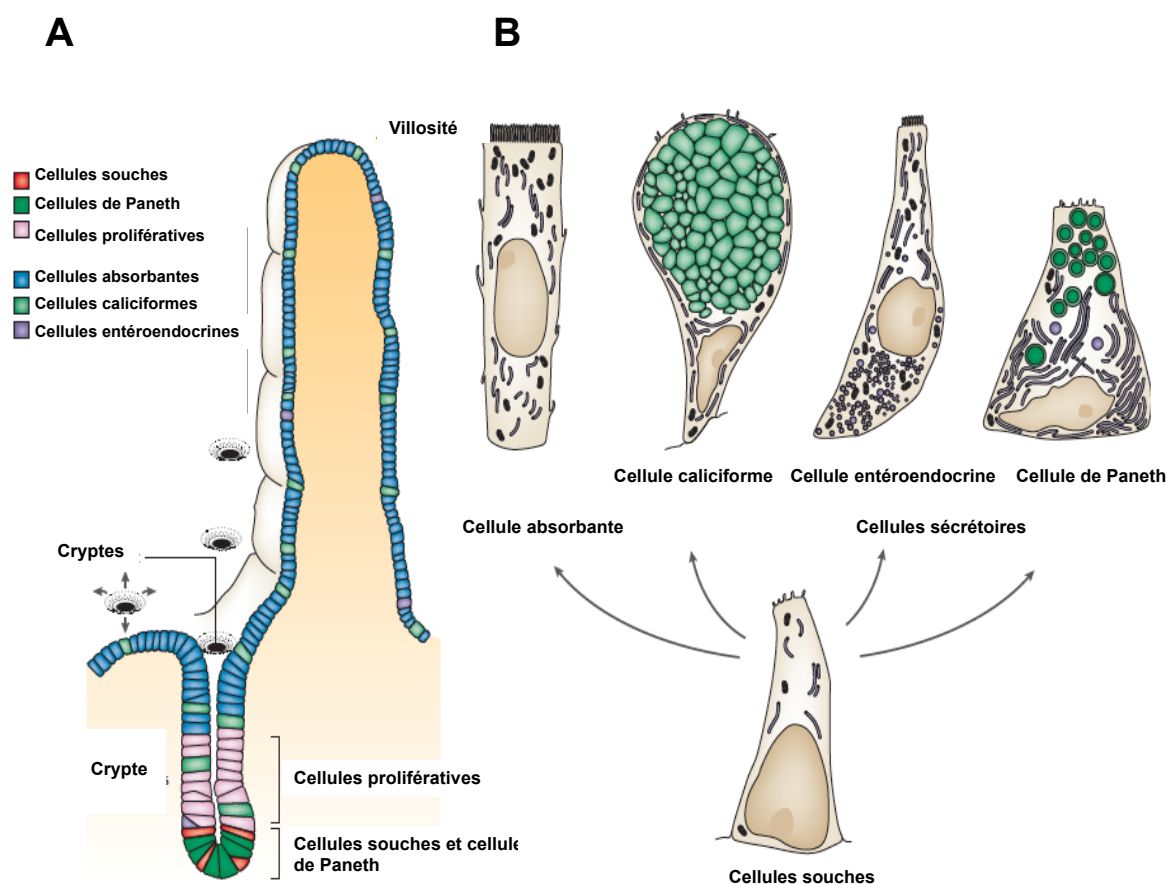 A
B
Villosité
Cellules souches
Cellules de Paneth
Cellules prolifératives
Cellules absorbantes
Cellules caliciformes
Cellules entéroendocrines
Cellule caliciforme
Cellule entéroendocrine
Cellule de Paneth
Cellule absorbante
Cellules sécrétoires
Cryptes
Crypte
Cellules prolifératives
Cellules souches et cellule
de Paneth
Cellules souches